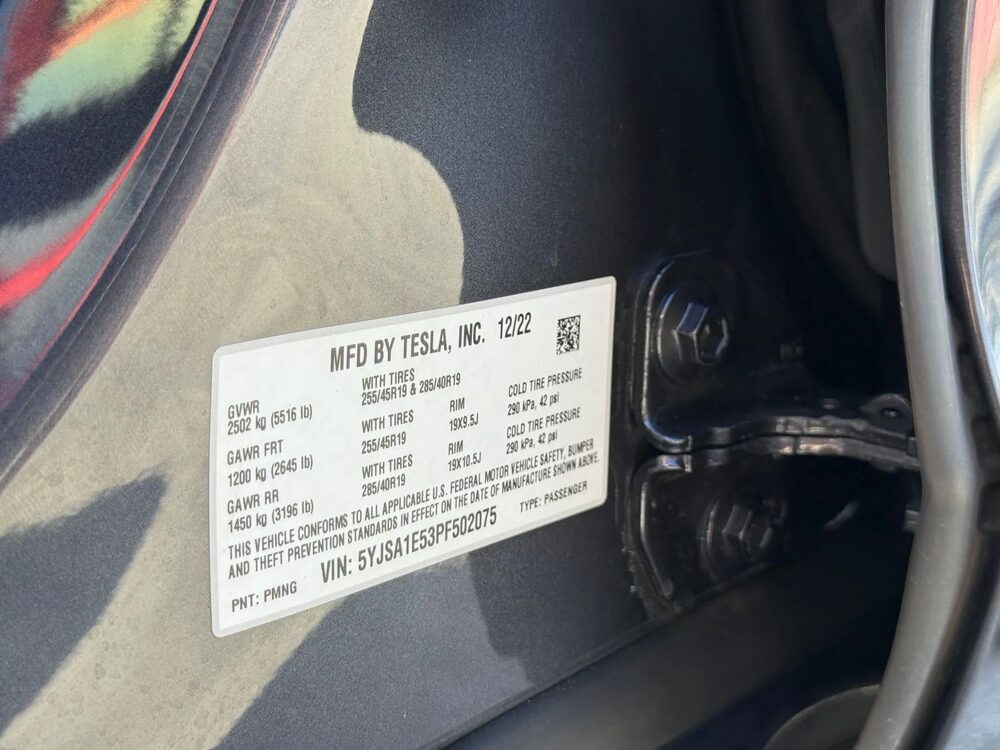 MFD BY TESLA, INC. 12/22
GVWR
2502 kg (5516 lb)
WITH TIRES
255/45R19 & 285/40R19
GAWR FRT
1200 kg (2645 lb)
WITH TIRES
255/45R19
RIM
19X9.5J
COLD TIRE PRESSURE
290 kPa, 42 psi
GAWR RR
1450 kg (3196 lb)
WITH TIRES
285/40R19
RIM
19X10.5J
COLD TIRE PRESSURE
290 kPa, 42 psi
THIS VEHICLE CONFORMS TO ALL APPLICABLE U.S. FEDERAL MOTOR VEHICLE SAFETY, BUMPER
AND THEFT PREVENTION STANDARDS IN EFFECT ON THE DATE OF MANUFACTURE SHOWN ABOVE.
PNT: PMNG
VIN: 5YJSA1E53PF502075
TYPE: PASSENGER